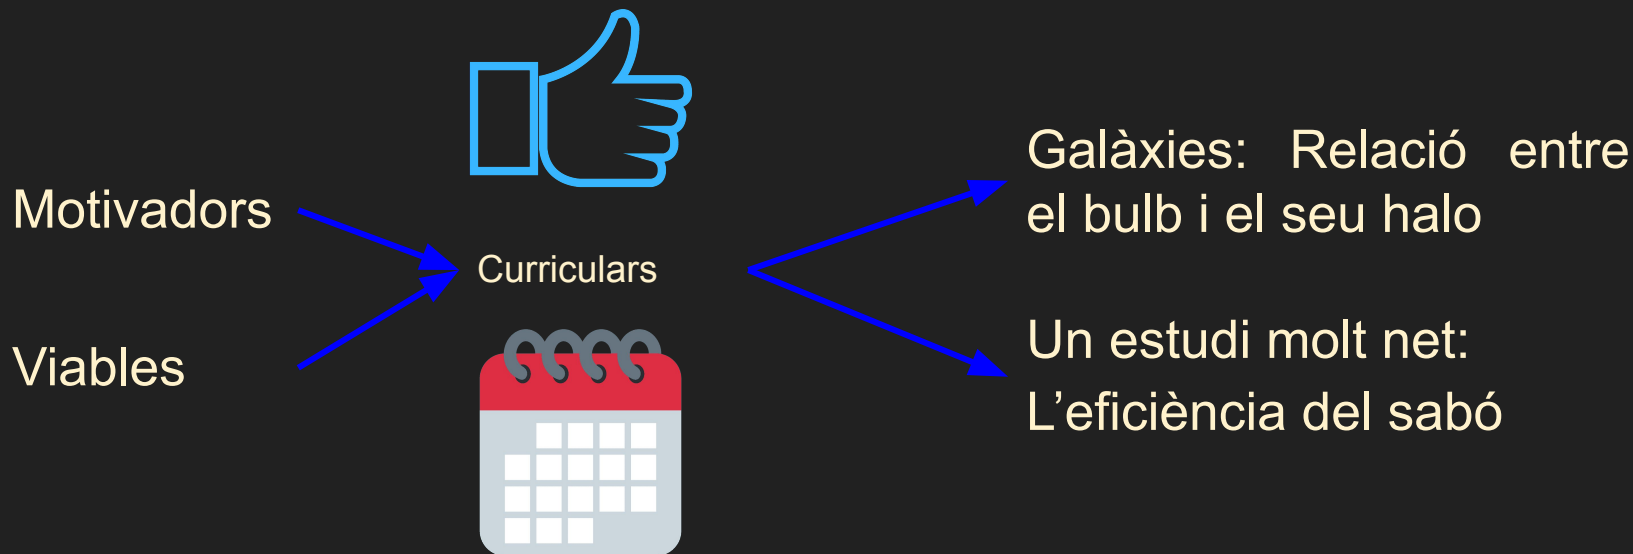 Motivadors
Viables
Curriculars
Galàxies: Relació entre
el bulb i el seu halo
Un estudi molt net:
L’eficiència del sabó